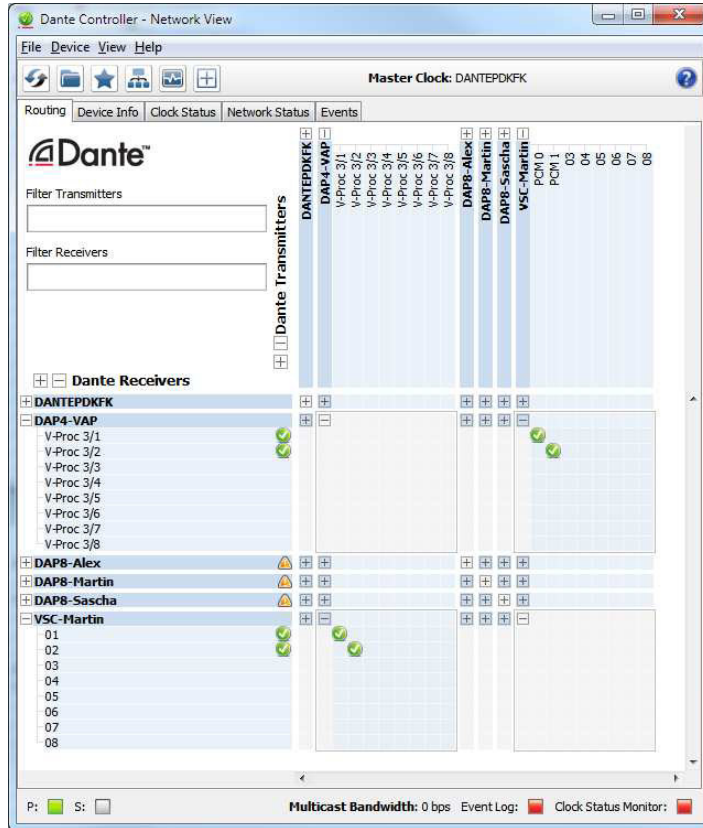 Dante Controller - Network View
File Device View Help
Master Clock: DANTEPDKFK
Routing Device Info Clock Status Network Status Events
Dante™
Filter Transmitters
Filter Receivers
Dante Transmitters
DANTEPDKFK
DAP4-VAP
V-Proc 3/1
V-Proc 3/2
V-Proc 3/3
V-Proc 3/4
V-Proc 3/5
V-Proc 3/6
V-Proc 3/7
V-Proc 3/8
DAP8-Alex
DAP8-Martin
DAP8-Sascha
VSC-Martin
PCM 0
PCM 1
03
04
05
06
07
08
Dante Receivers
DANTEPDKFK
DAP4-VAP
V-Proc 3/1
V-Proc 3/2
V-Proc 3/3
V-Proc 3/4
V-Proc 3/5
V-Proc 3/6
V-Proc 3/7
V-Proc 3/8
DAP8-Alex
DAP8-Martin
DAP8-Sascha
VSC-Martin
01
02
03
04
05
06
07
08
P: S: Multicast Bandwidth: 0 bps Event Log: Clock Status Monitor: